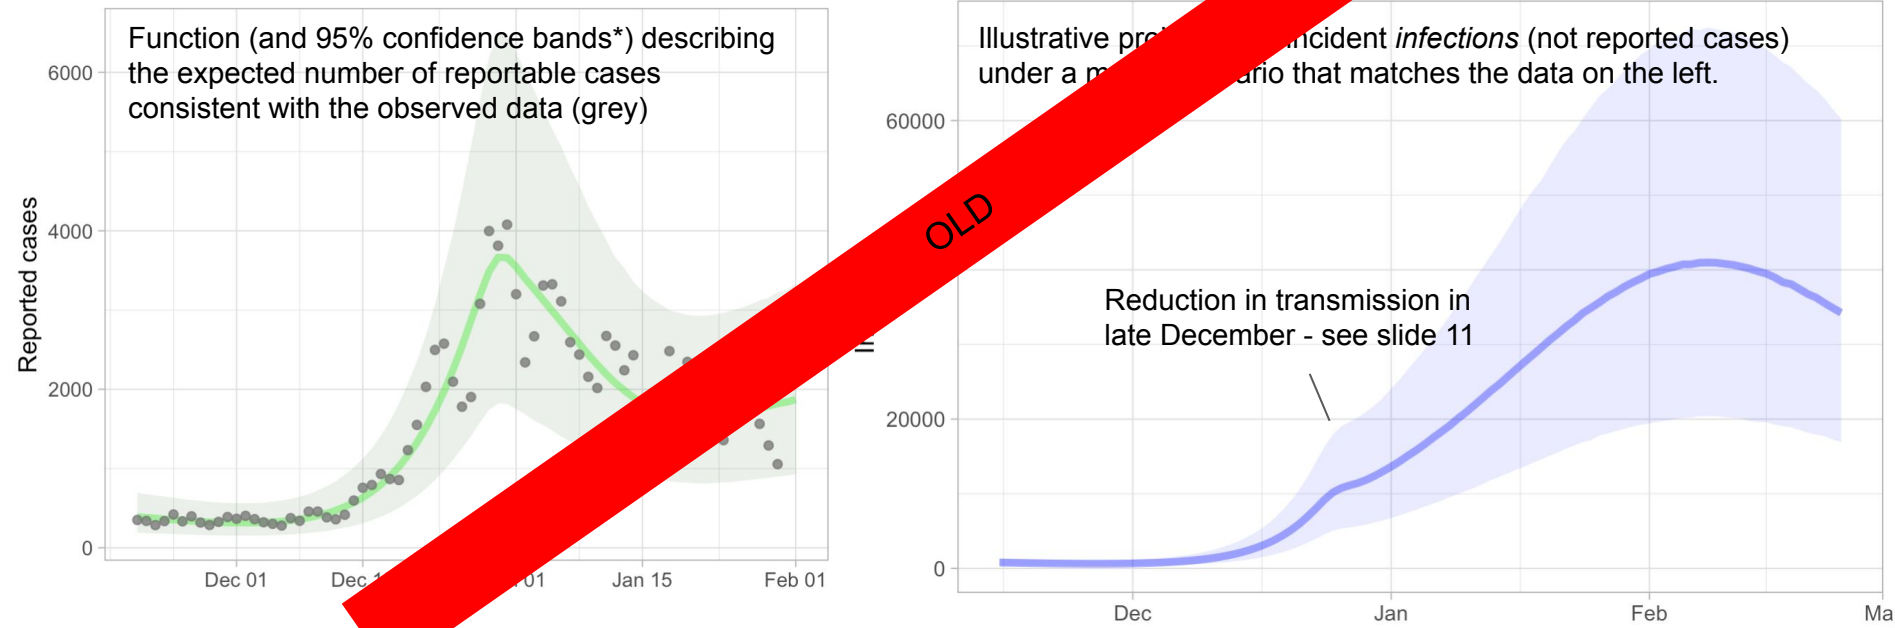 Function (and 95% confidence bands*) describing
the expected number of reportable cases
consistent with the observed data (grey)
Reported cases
6000
4000
2000
0
Dec 01
Dec
01
Jan 15
Feb 01
OLD
Illustrative incident infections (not reported cases)
under a that matches the data on the left.
60000
20000
0
Reduction in transmission in
late December - see slide 11
Dec
Jan
Feb
Ma